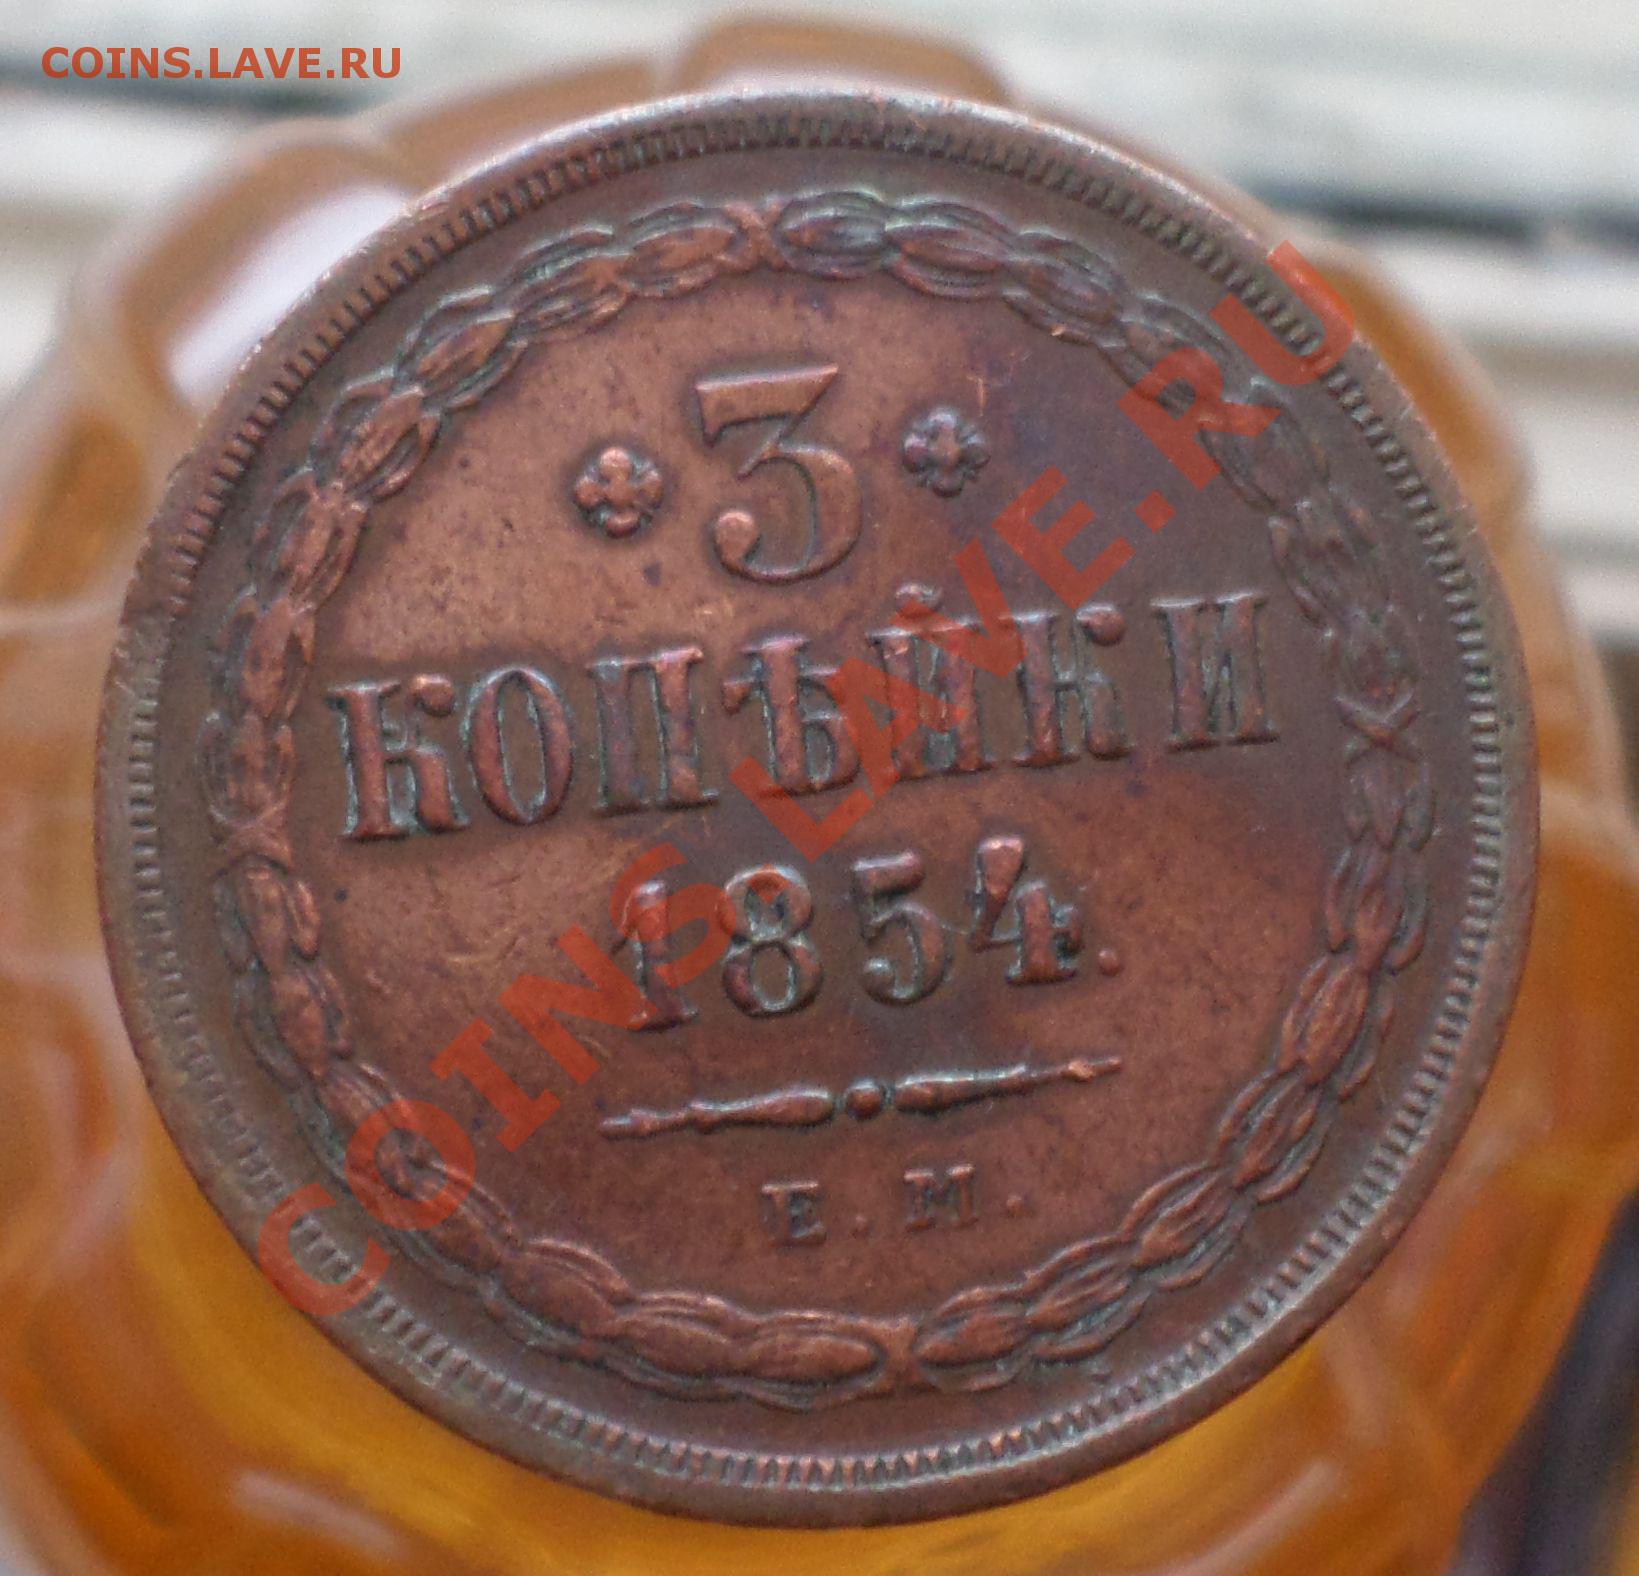 COINS.LAVE.RU
3
КОПѢЙКИ
1854.
Е.М.
COINS.LAVE.RU